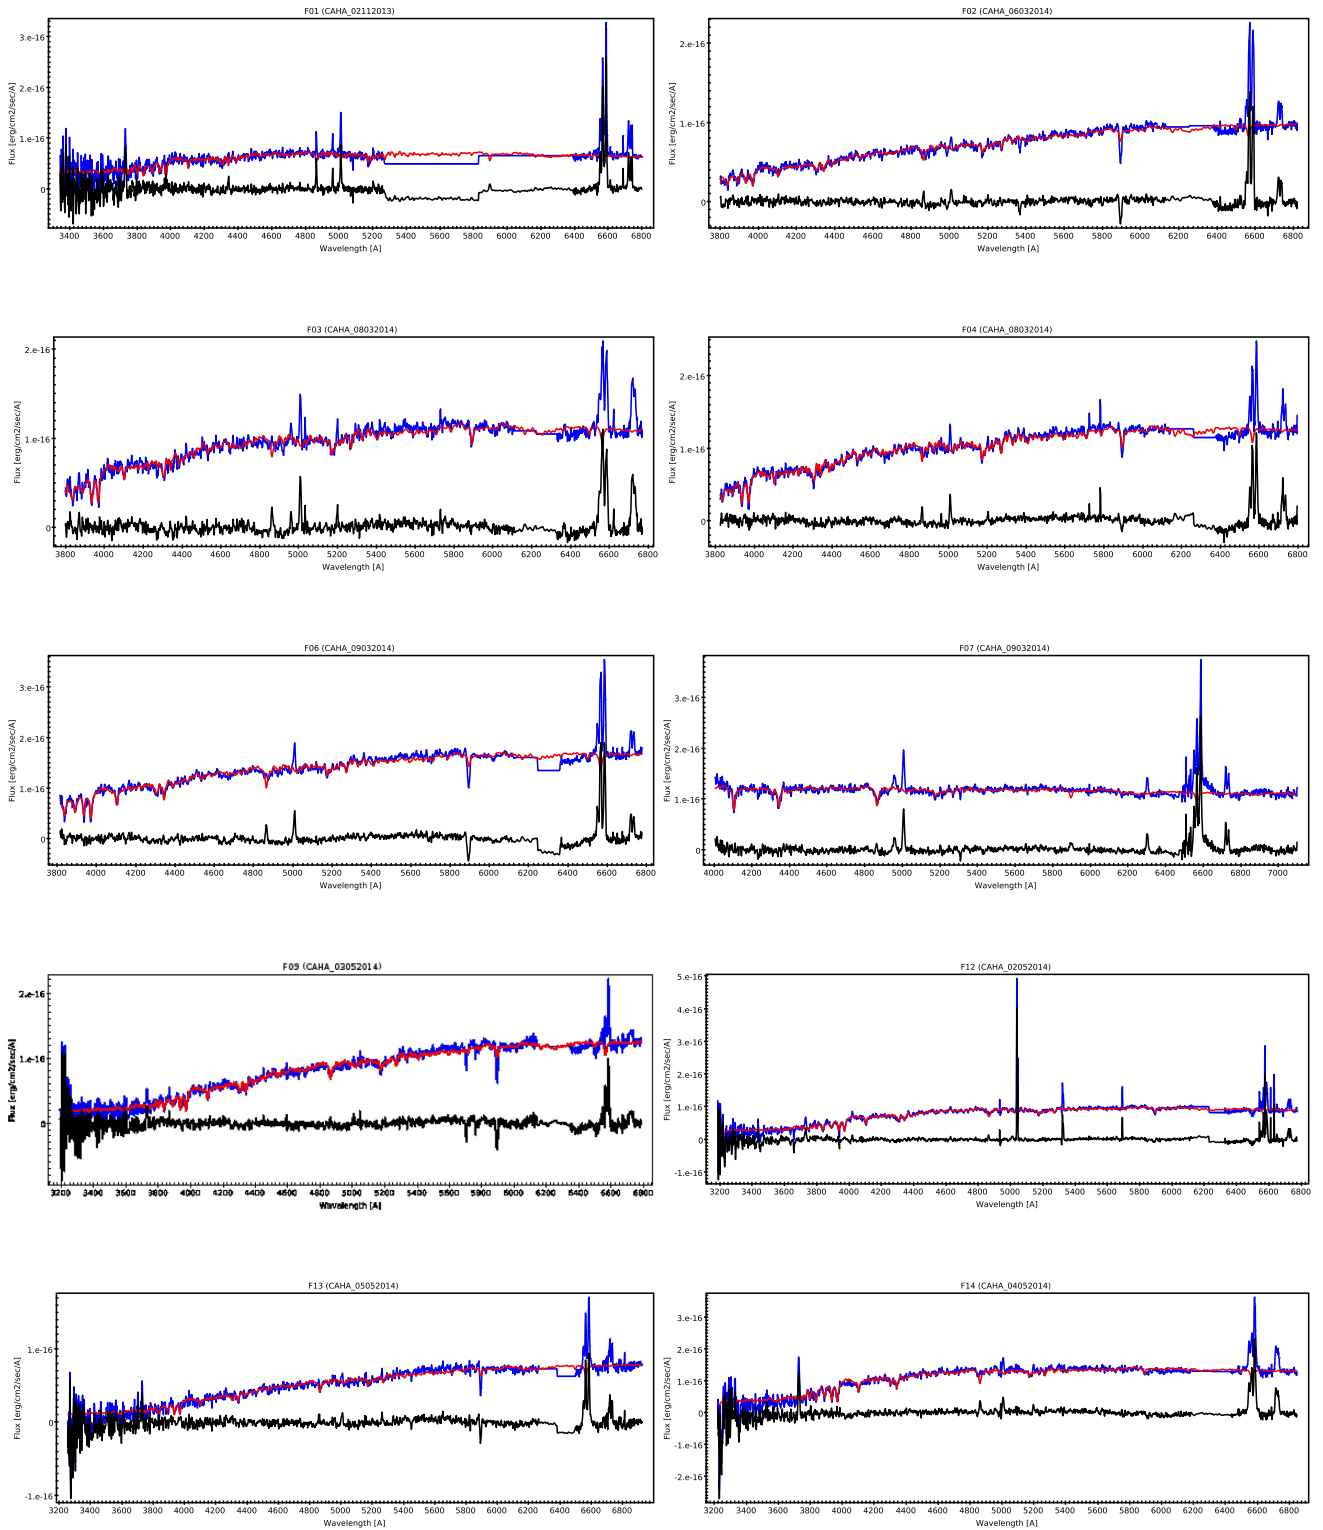 F01 (CAHA_02112013)
Flux [erg/cm2/sec/A]
3.e-16
2.e-16
1.e-16
0
3400 3600 3800 4000 4200 4400 4600 4800 5000 5200 5400 5600 5800 6000 6200 6400 6600 6800
Wavelength [A]
F02 (CAHA_06032014)
Flux [erg/cm2/sec/A]
2.e-16
1.e-16
0
3800 4000 4200 4400 4600 4800 5000 5200 5400 5600 5800 6000 6200 6400 6600 6800
Wavelength [A]
F03 (CAHA_08032014)
Flux [erg/cm2/sec/A]
2.e-16
1.e-16
0
3800 4000 4200 4400 4600 4800 5000 5200 5400 5600 5800 6000 6200 6400 6600 6800
Wavelength [A]
F04 (CAHA_08032014)
Flux [erg/cm2/sec/A]
2.e-16
1.e-16
0
3800 4000 4200 4400 4600 4800 5000 5200 5400 5600 5800 6000 6200 6400 6600 6800
Wavelength [A]
F06 (CAHA_09032014)
Flux [erg/cm2/sec/A]
3.e-16
2.e-16
1.e-16
0
3800 4000 4200 4400 4600 4800 5000 5200 5400 5600 5800 6000 6200 6400 6600 6800
Wavelength [A]
F07 (CAHA_09032014)
Flux [erg/cm2/sec/A]
3.e-16
2.e-16
1.e-16
0
4000 4200 4400 4600 4800 5000 5200 5400 5600 5800 6000 6200 6400 6600 6800 7000
Wavelength [A]
(CAHA_03052014)
Flux [erg/cm2/sec/A]
2.e-16
1.e-16
0
3200 3400 3600 3800 4000 4200 4400 4600 4800 5000 5200 5400 5600 5800 6000 6200 6400 6600 6800
Wavelength [A]
F12 (CAHA_02052014)
Flux [erg/cm2/sec/A]
5.e-16
4.e-16
3.e-16
2.e-16
1.e-16
0
-1.e-16
3200 3400 3600 3800 4000 4200 4400 4600 4800 5000 5200 5400 5600 5800 6000 6200 6400 6600 6800
Wavelength [A]
F13 (CAHA_05052014)
Flux [erg/cm2/sec/A]
1.e-16
0
-1.e-16
3200 3400 3600 3800 4000 4200 4400 4600 4800 5000 5200 5400 5600 5800 6000 6200 6400 6600 6800
Wavelength [A]
F14 (CAHA_04052014)
Flux [erg/cm2/sec/A]
3.e-16
2.e-16
1.e-16
0
-1.e-16
-2.e-16
3200 3400 3600 3800 4000 4200 4400 4600 4800 5000 5200 5400 5600 5800 6000 6200 6400 6600 6800
Wavelength [A]